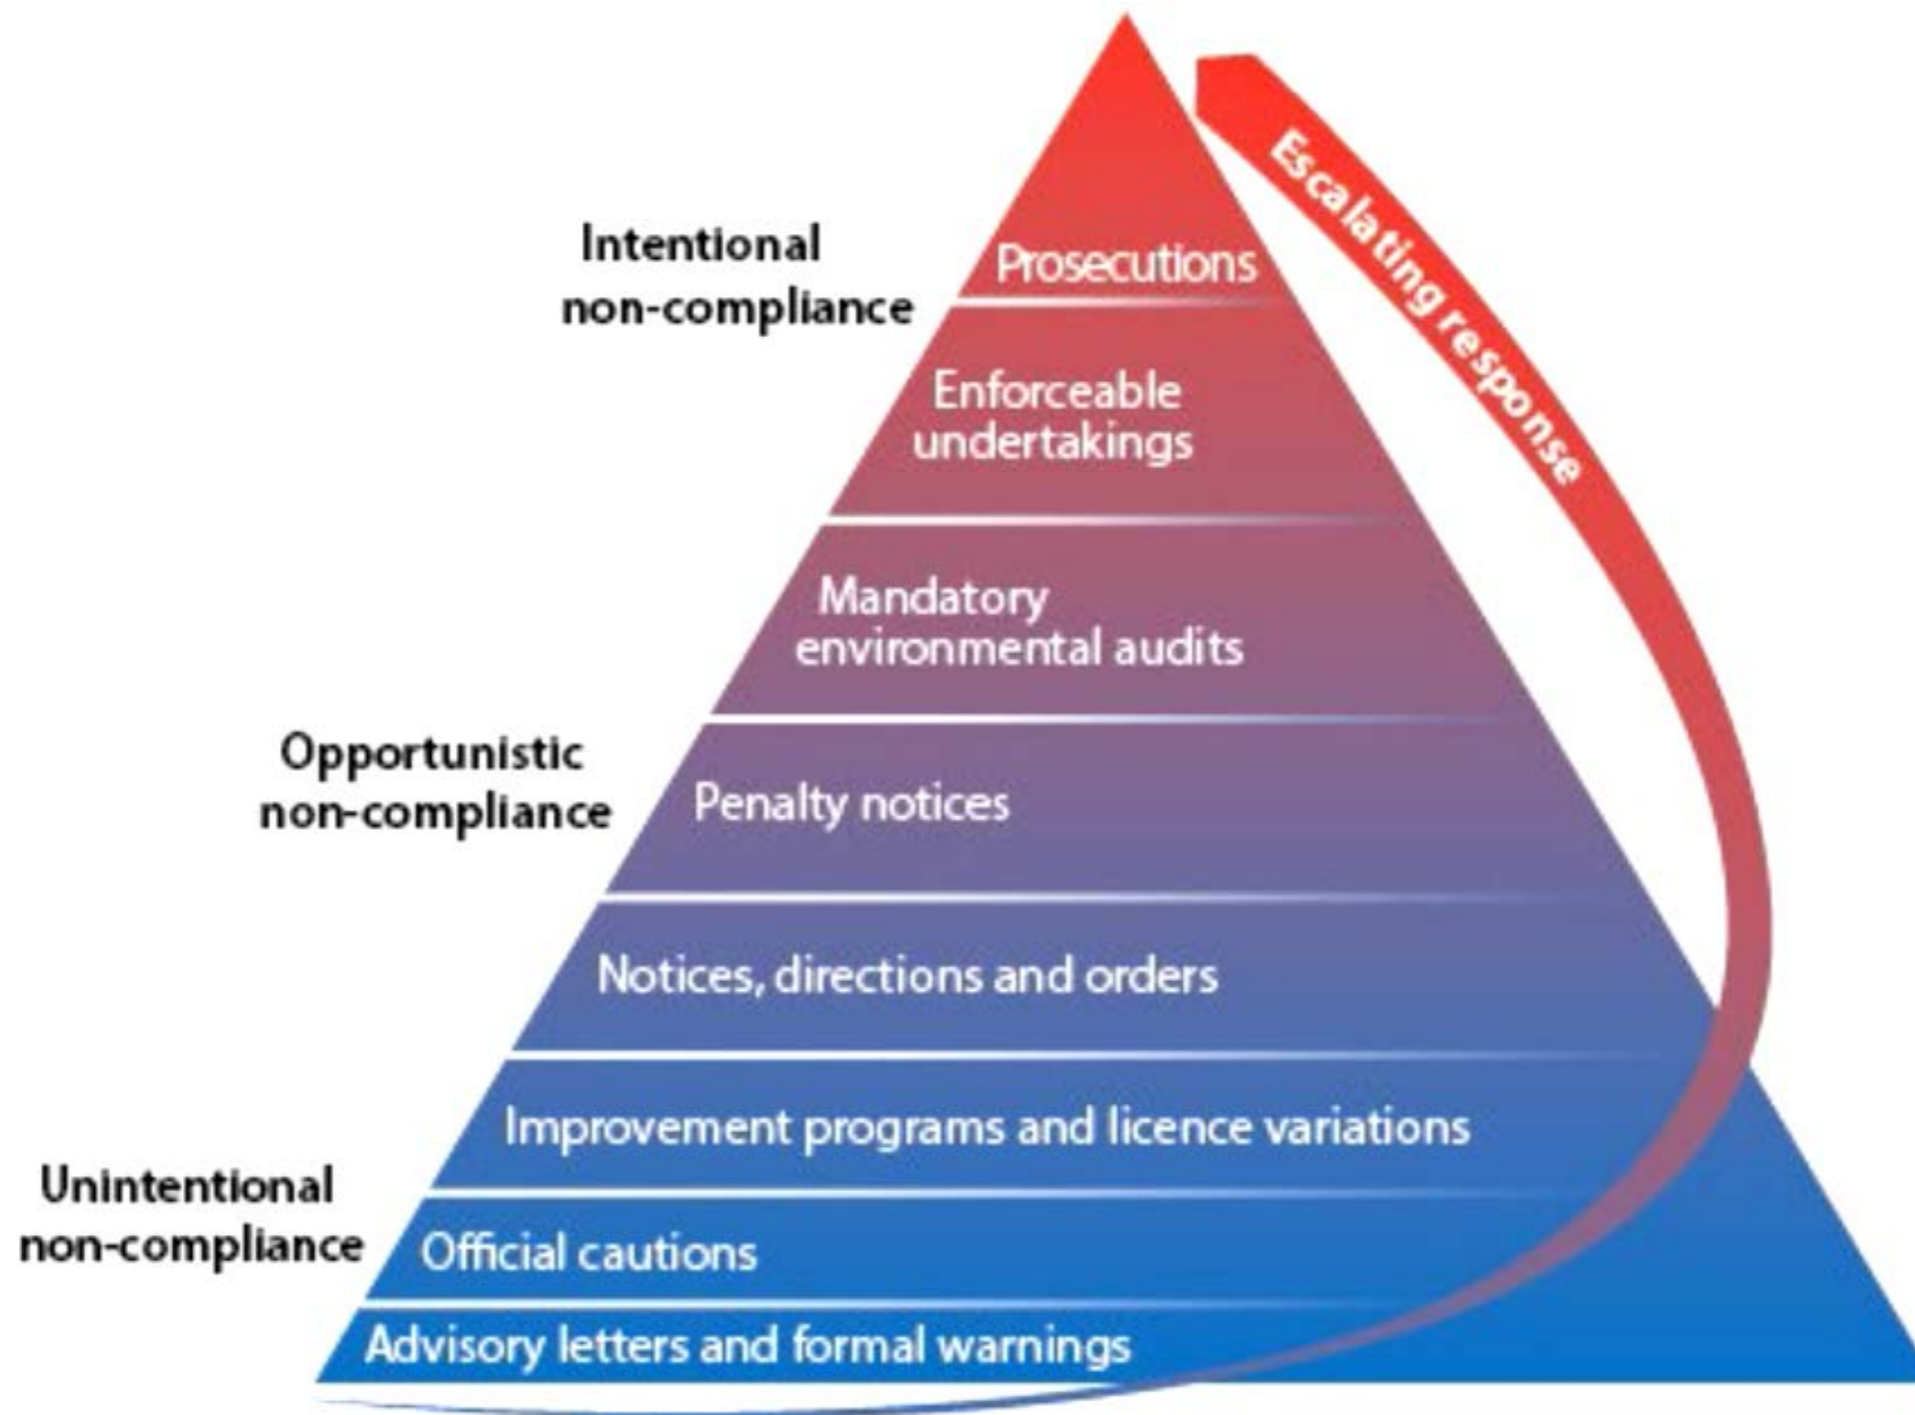 Escalating response
Intentional
non-compliance
Prosecutions
Enforceable
undertakings
Mandatory
environmental audits
Opportunistic
non-compliance
Penalty notices
Notices, directions and orders
Improvement programs and licence variations
Unintentional
non-compliance
Official cautions
Advisory letters and formal warnings